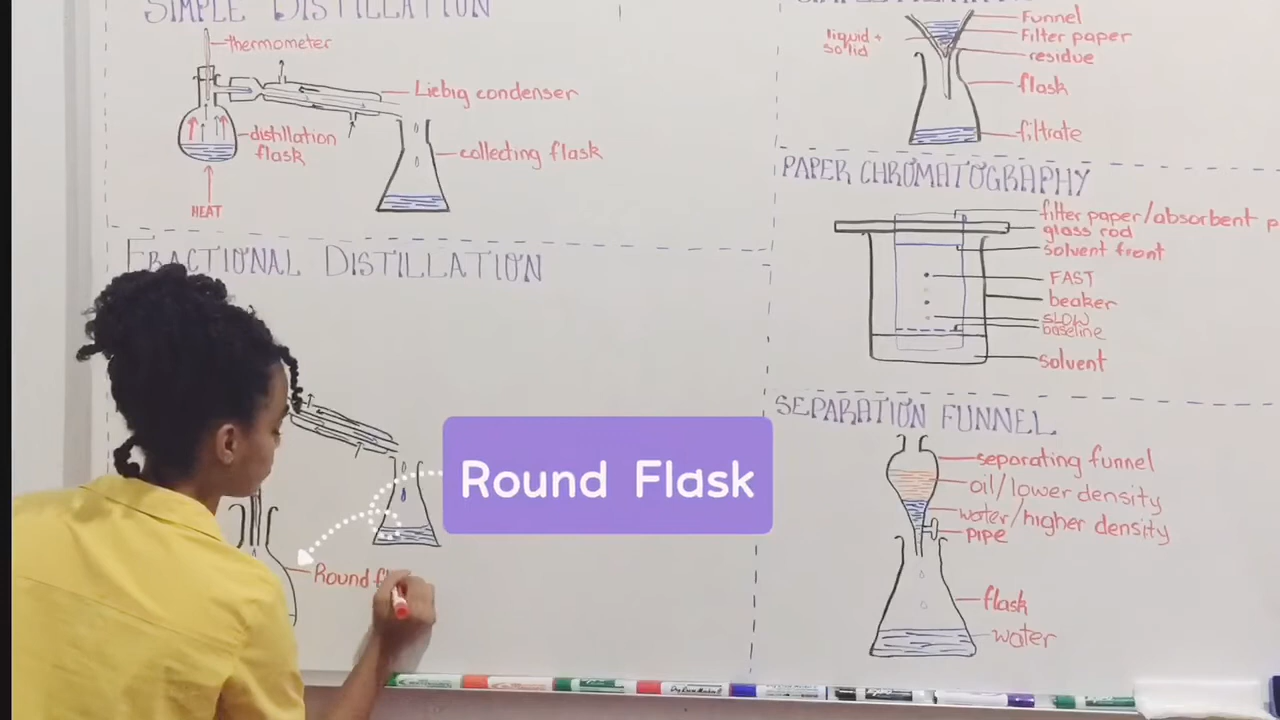 SIMPLE DISTILLATION
thermometer
Liebig condenser
distillation
flask
collecting flask
HEAT
FRACTIONAL DISTILLATION
Round
Round Flask
liquid +
solid
Funnel
Filter paper
residue
flask
filtrate
PAPER CHROMATOGRAPHY
filter paper/absorbent p
glass rod
solvent front
FAST
beaker
SLOW
baseline
solvent
SEPARATION FUNNEL
separating funnel
oil/lower density
water/higher density
pipe
flask
water